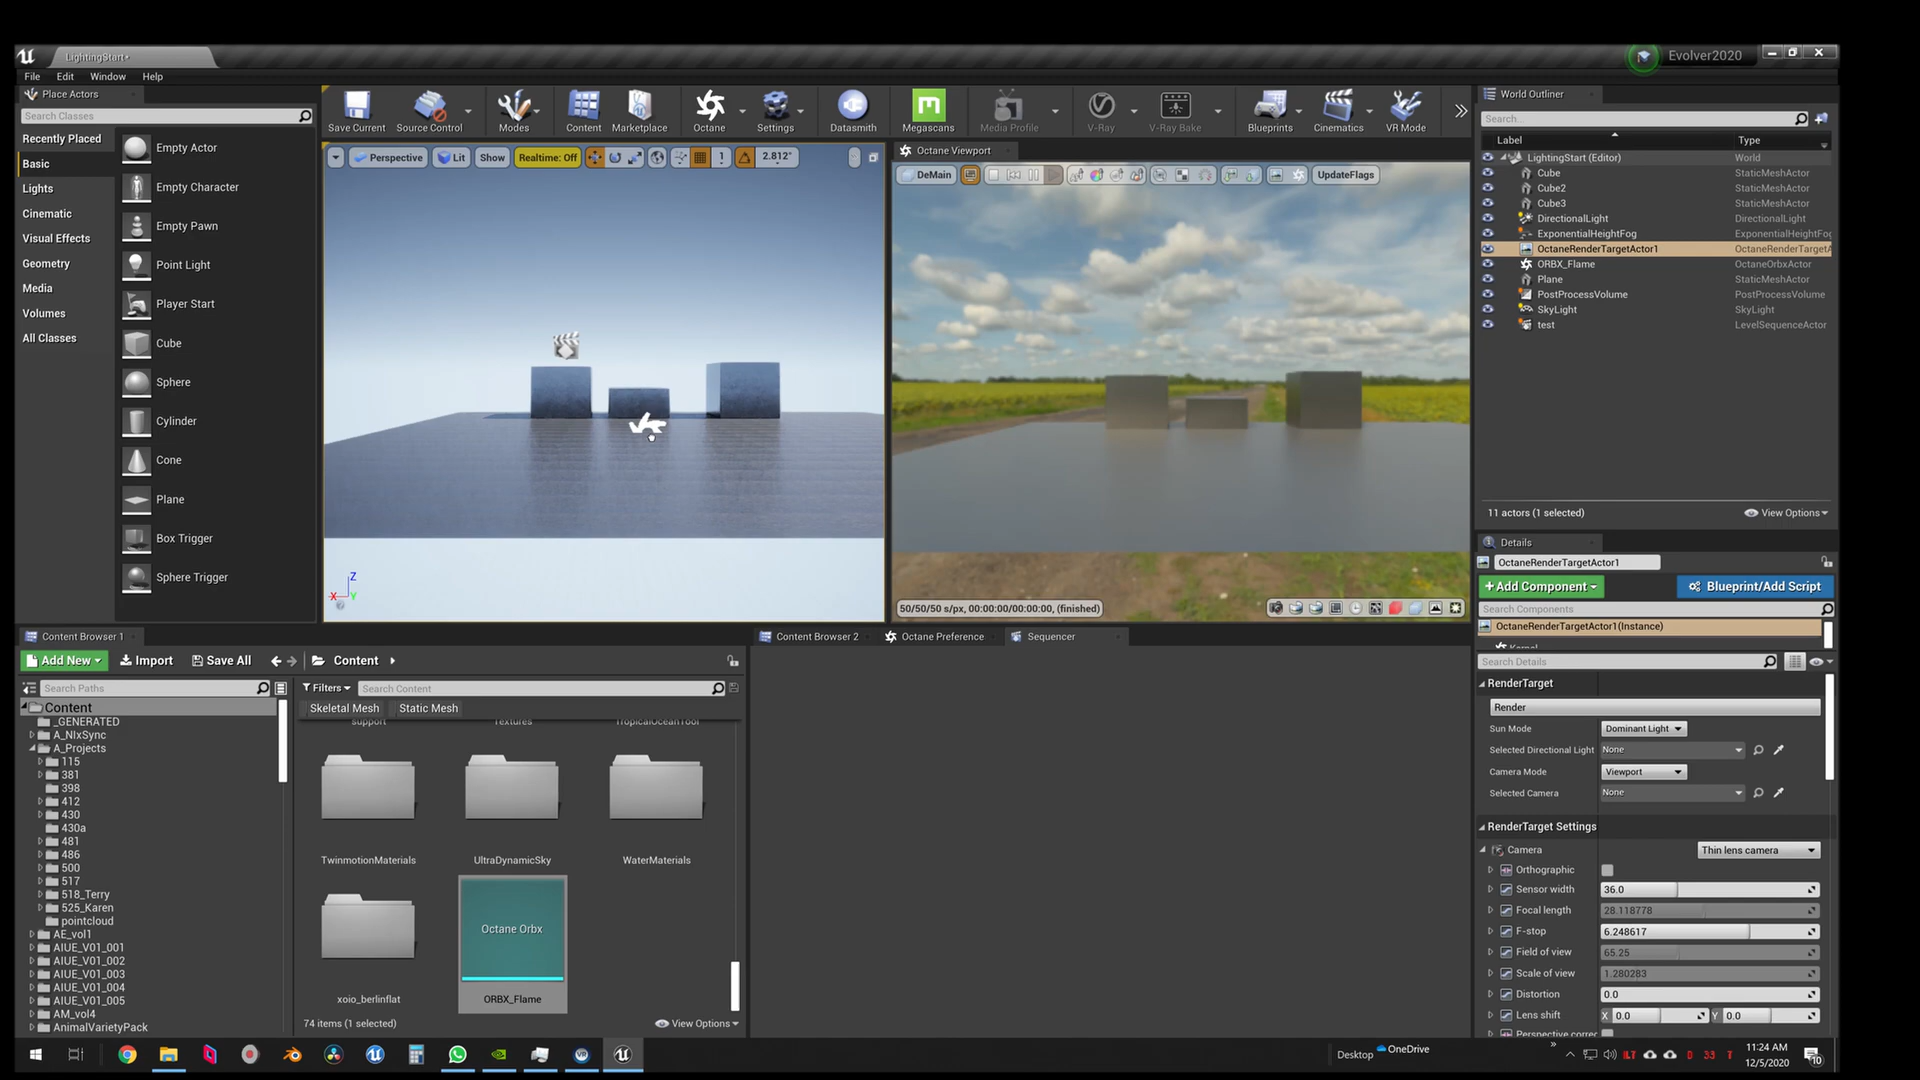 LightingStart*
Evolver2020
File Edit Window Help
Place Actors
Search Classes
Recently Placed
Basic
Lights
Cinematic
Visual Effects
Geometry
Media
Volumes
All Classes
Empty Actor
Empty Character
Empty Pawn
Point Light
Player Start
Cube
Sphere
Cylinder
Cone
Plane
Box Trigger
Sphere Trigger
Save Current
Source Control
Modes
Content
Marketplace
Octane
Settings
Datasmith
Megascans
Media Profile
V-Ray
V-Ray Bake
Blueprints
Cinematics
VR Mode
Perspective
Lit
Show
Realtime: Off
1
2.812°
Z
X
Y
Octane Viewport
DeMain
UpdateFlags
50/50/50 s/px, 00:00:00/00:00:00, (finished)
World Outliner
Search...
Label Type
LightingStart (Editor) World
Cube StaticMeshActor
Cube2 StaticMeshActor
Cube3 StaticMeshActor
DirectionalLight DirectionalLight
ExponentialHeightFog ExponentialHeightFog
OctaneRenderTargetActor1 OctaneRenderTargetA
ORBX_Flame OctaneOrbxActor
Plane StaticMeshActor
PostProcessVolume PostProcessVolume
SkyLight SkyLight
test LevelSequenceActor
11 actors (1 selected) View Options
Details
OctaneRenderTargetActor1
+Add Component Blueprint/Add Script
Search Components
OctaneRenderTargetActor1(Instance)
Kernel
Search Details
RenderTarget
Render
Sun Mode Dominant Light
Selected Directional Light None
Camera Mode Viewport
Selected Camera None
RenderTarget Settings
Camera Thin lens camera
Orthographic
Sensor width 36.0
Focal length 28.118778
F-stop 6.248617
Field of view 65.25
Scale of view 1.280283
Distortion 0.0
Lens shift X 0.0 Y 0.0
Perspective correc
Content Browser 1
Add New Import Save All Content
Search Paths
Filters Search Content
Skeletal Mesh Static Mesh
Content
_GENERATED
A_NIxSync
A_Projects
115
381
398
412
430
430a
481
486
500
517
518_Terry
525_Karen
pointcloud
AE_vol1
AIUE_V01_001
AIUE_V01_002
AIUE_V01_003
AIUE_V01_004
AIUE_V01_005
AM_vol4
AnimalVarietyPack
support Textures TropicalOceanTool
TwinmotionMaterials UltraDynamicSky WaterMaterials
Octane Orbx
xoio_berlinflat ORBX_Flame
74 items (1 selected) View Options
Content Browser 2 Octane Preference Sequencer
Desktop OneDrive
33
11:24 AM
12/5/2020
10